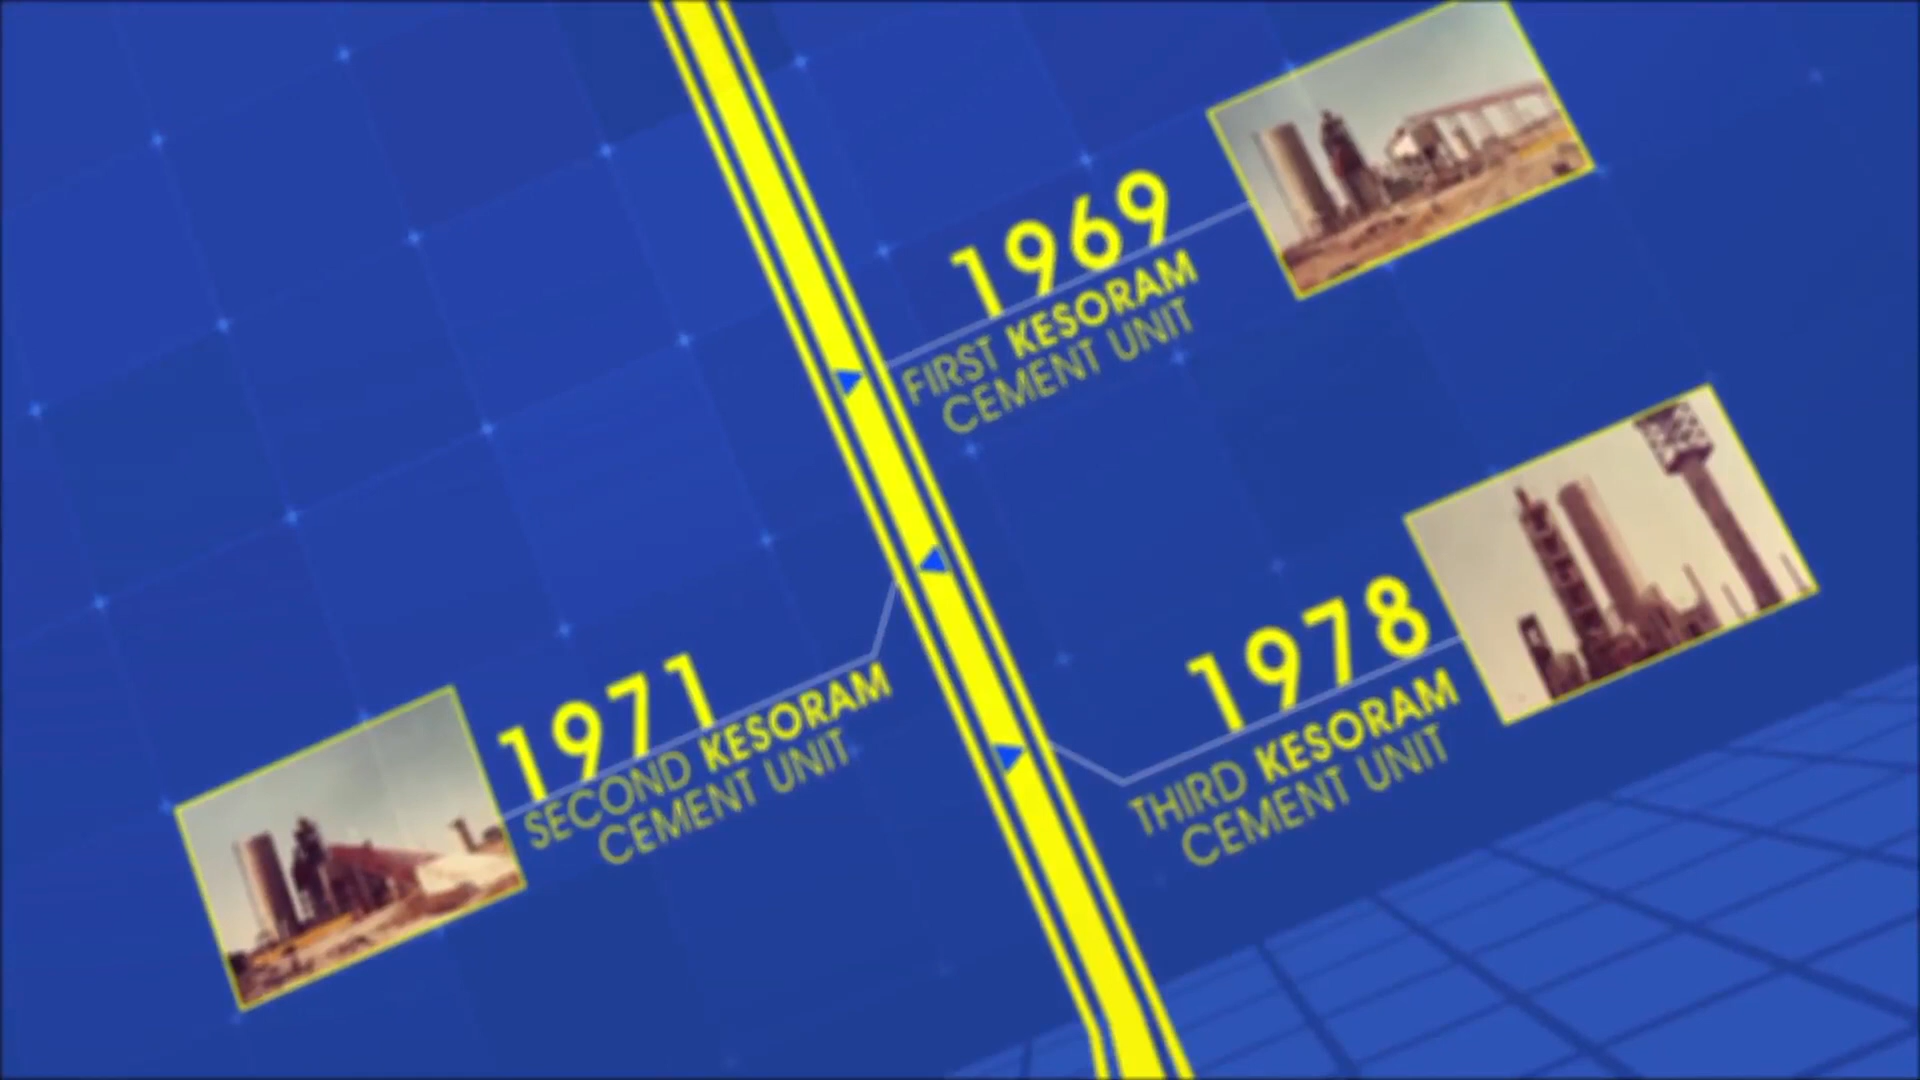 1969
FIRST KESORAM
CEMENT UNIT
1971
SECOND KESORAM
CEMENT UNIT
1978
THIRD KESORAM
CEMENT UNIT